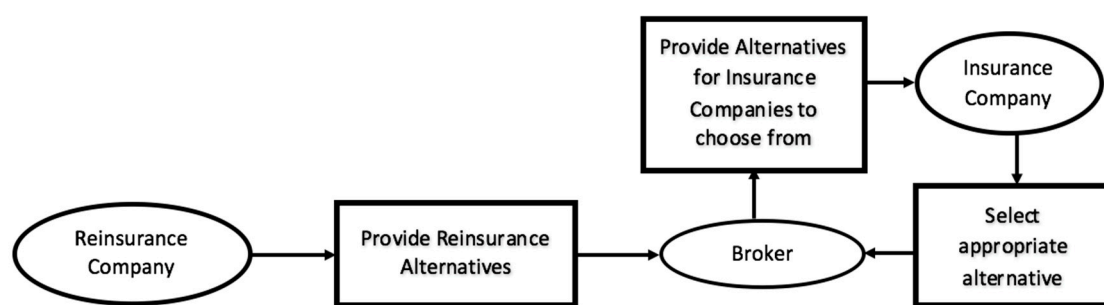 Reinsurance
Company
Provide Reinsurance
Alternatives
Broker
Provide Alternatives
for Insurance
Companies to
choose from
Insurance
Company
Select
appropriate
alternative